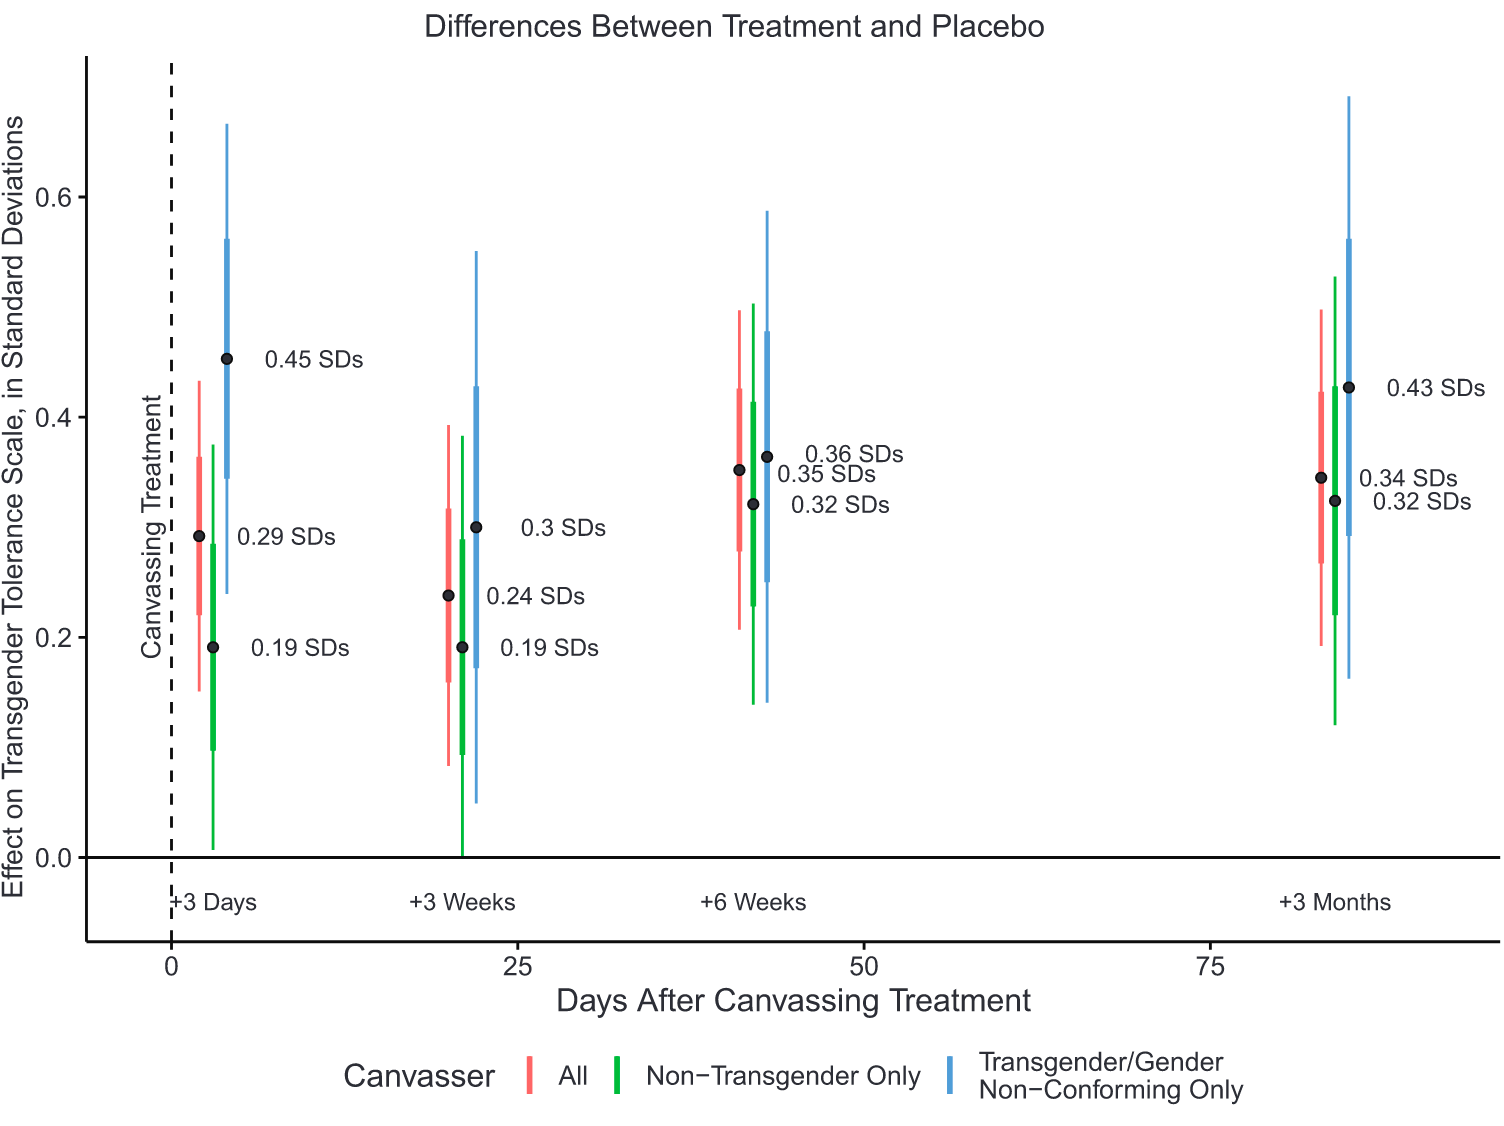 Differences Between Treatment and Placebo
Effect on Transgender Tolerance Scale, in Standard Deviations
0.6
0.4
0.2
0.0
Canvassing Treatment
0.45 SDs
0.29 SDs
0.19 SDs
0.3 SDs
0.24 SDs
0.19 SDs
0.36 SDs
0.35 SDs
0.32 SDs
0.43 SDs
0.34 SDs
0.32 SDs
+3 Days
+3 Weeks
+6 Weeks
+3 Months
0
25
50
75
Days After Canvassing Treatment
Canvasser
All
Non−Transgender Only
Transgender/Gender
Non−Conforming Only